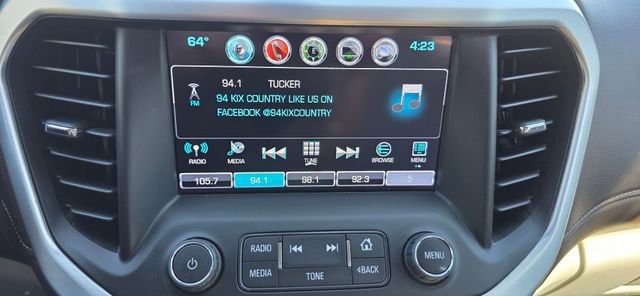 64° 4:23
94.1 TUCKER
FM
94 KIX COUNTRY LIKE US ON
FACEBOOK @94KIXCOUNTRY
RADIO MEDIA TUNE BROWSE MENU
105.7 94.1 98.1 92.3 5
RADIO MENU
MEDIA TONE BACK